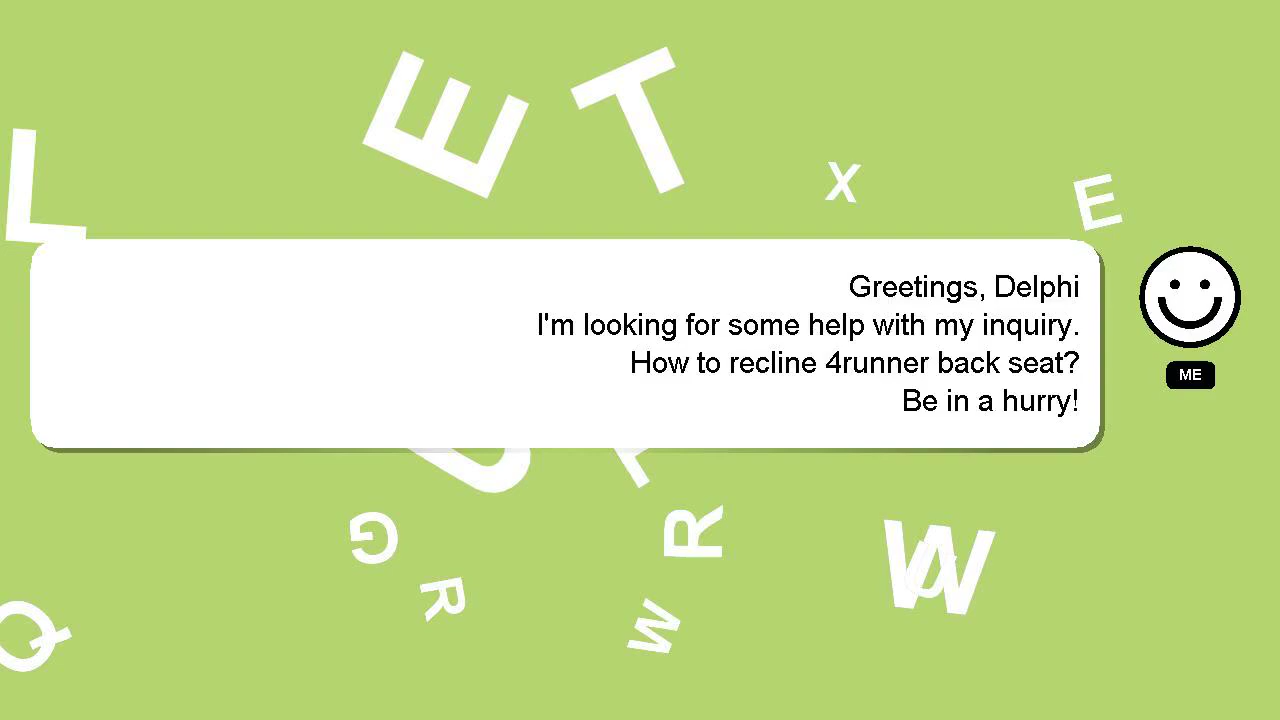 L
E
T
X
E
Greetings, Delphi
I'm looking for some help with my inquiry.
How to recline 4runner back seat?
Be in a hurry!
ME
G
R
R
W
W
U
Q